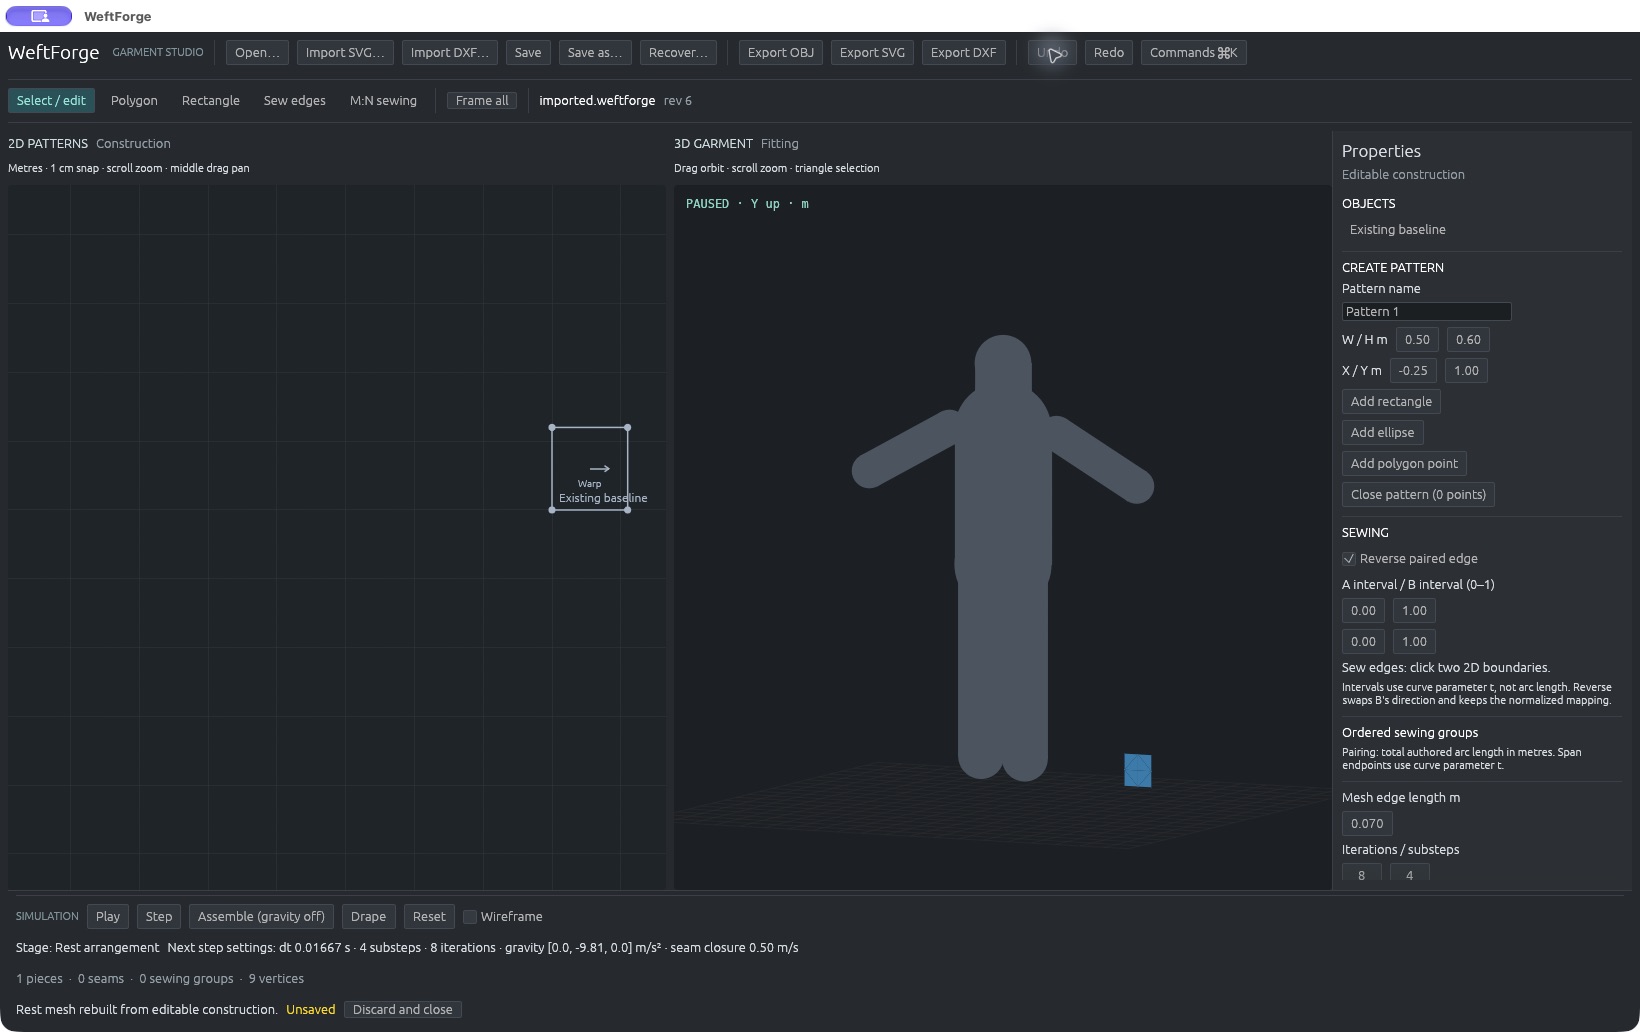 WeftForge
WeftForge GARMENT STUDIO Open... Import SVG... Import DXF... Save Save as... Recover... Export OBJ Export SVG Export DXF Undo Redo Commands ⌘K
Select / edit Polygon Rectangle Sew edges M:N sewing Frame all imported.weftforge rev 6
2D PATTERNS Construction
Metres · 1 cm snap · scroll zoom · middle drag pan
Warp
Existing baseline
3D GARMENT Fitting
Drag orbit · scroll zoom · triangle selection
PAUSED · Y up · m
Properties
Editable construction
OBJECTS
Existing baseline
CREATE PATTERN
Pattern name
Pattern 1
W / H m 0.50 0.60
X / Y m -0.25 1.00
Add rectangle
Add ellipse
Add polygon point
Close pattern (0 points)
SEWING
Reverse paired edge
A interval / B interval (0–1)
0.00 1.00
0.00 1.00
Sew edges: click two 2D boundaries.
Intervals use curve parameter t, not arc length. Reverse
swaps B's direction and keeps the normalized mapping.
Ordered sewing groups
Pairing: total authored arc length in metres. Span
endpoints use curve parameter t.
Mesh edge length m
0.070
Iterations / substeps
8 4
SIMULATION Play Step Assemble (gravity off) Drape Reset Wireframe
Stage: Rest arrangement Next step settings: dt 0.01667 s · 4 substeps · 8 iterations · gravity [0.0, -9.81, 0.0] m/s² · seam closure 0.50 m/s
1 pieces · 0 seams · 0 sewing groups · 9 vertices
Rest mesh rebuilt from editable construction. Unsaved Discard and close